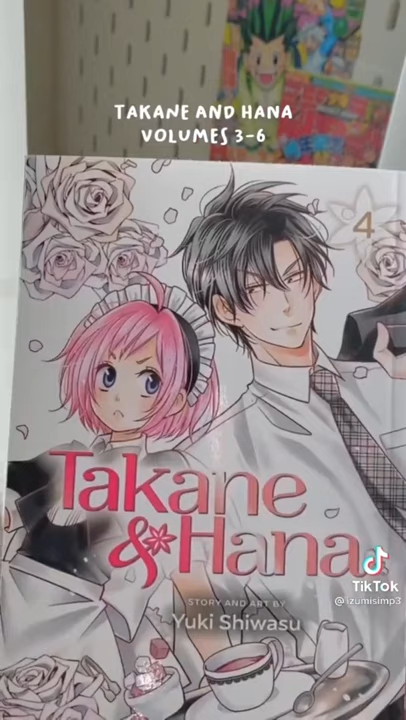 TAKANE AND HANA
VOLUMES 3-6
4
Takane
& Hana
STORY AND ART BY
Yuki Shiwasu
TikTok
@izumisimp3